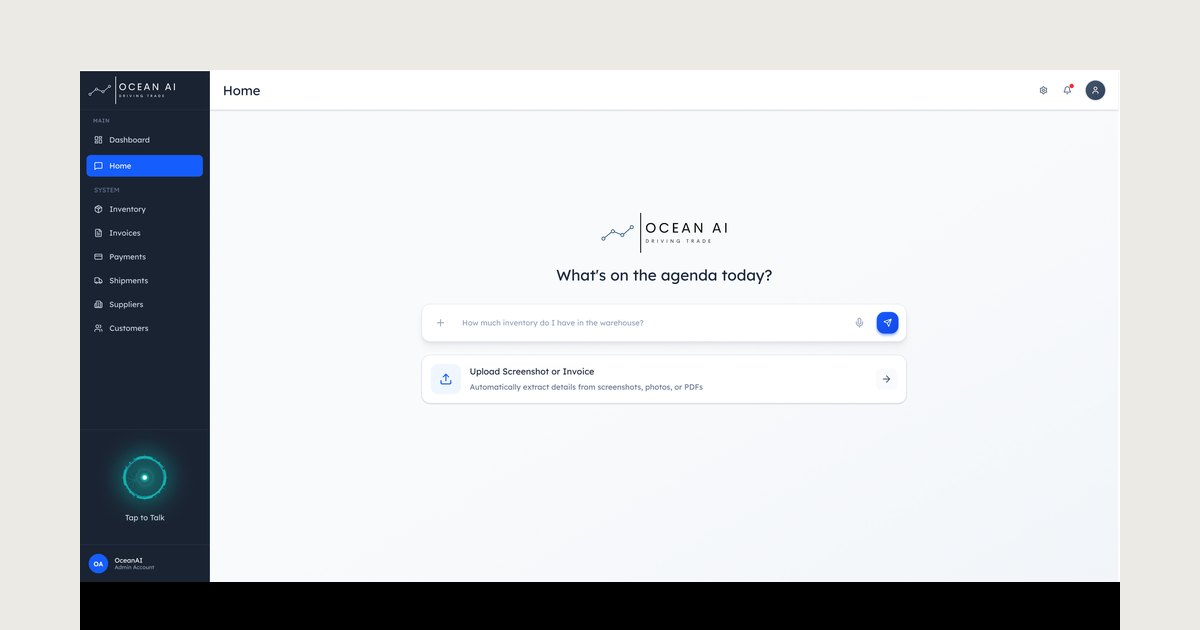 OCEAN AI
DRIVING TRADE
Home
MAIN
Dashboard
Home
SYSTEM
Inventory
Invoices
Payments
Shipments
Suppliers
Customers
Tap to Talk
OA
OceanAI
Admin Account
OCEAN AI
DRIVING TRADE
What's on the agenda today?
How much inventory do I have in the warehouse?
Upload Screenshot or Invoice
Automatically extract details from screenshots, photos, or PDFs